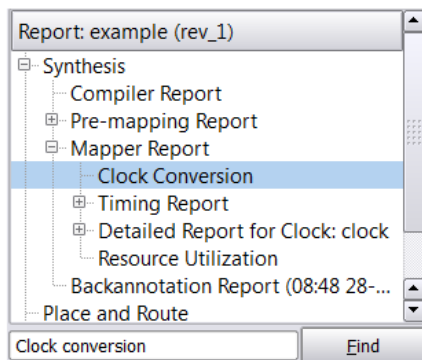 Report: example (rev_1)
Synthesis
Compiler Report
Pre-mapping Report
Mapper Report
Clock Conversion
Timing Report
Detailed Report for Clock: clock
Resource Utilization
Backannotation Report (08:48 28-...
Place and Route
Clock conversion Find